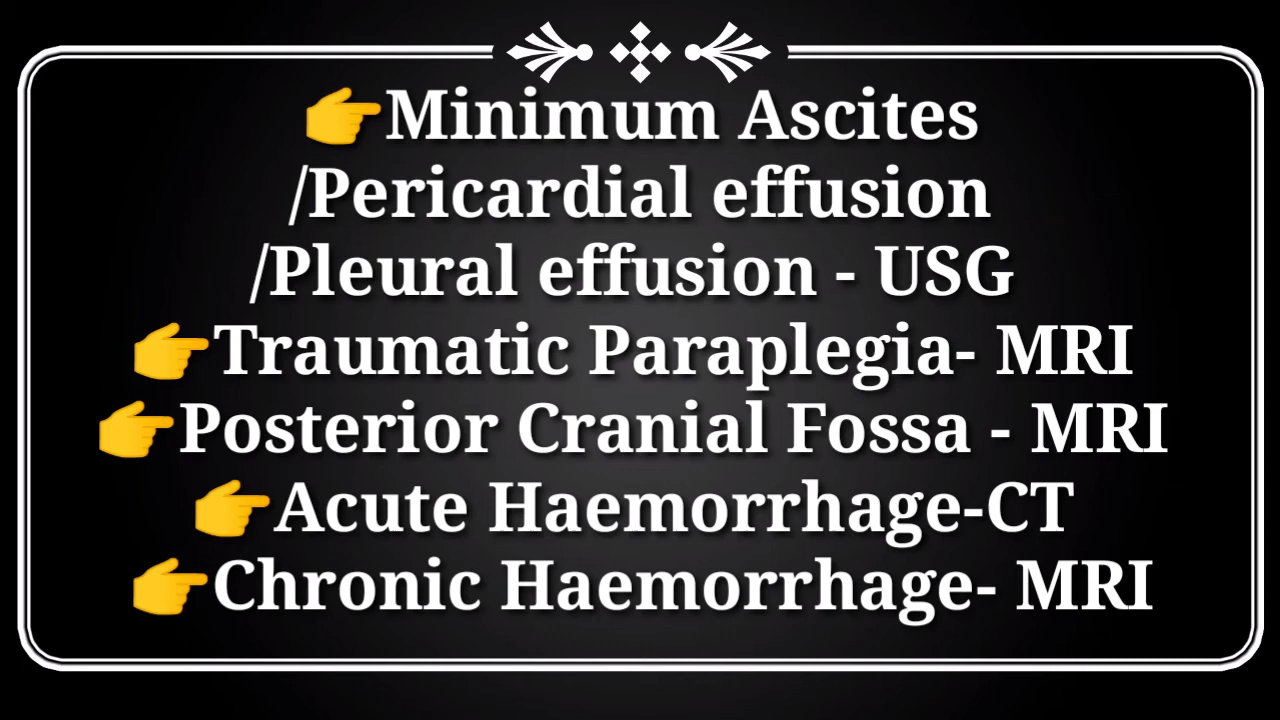 👉Minimum Ascites
/Pericardial effusion
/Pleural effusion - USG
👉Traumatic Paraplegia- MRI
👉Posterior Cranial Fossa - MRI
👉Acute Haemorrhage-CT
👉Chronic Haemorrhage- MRI